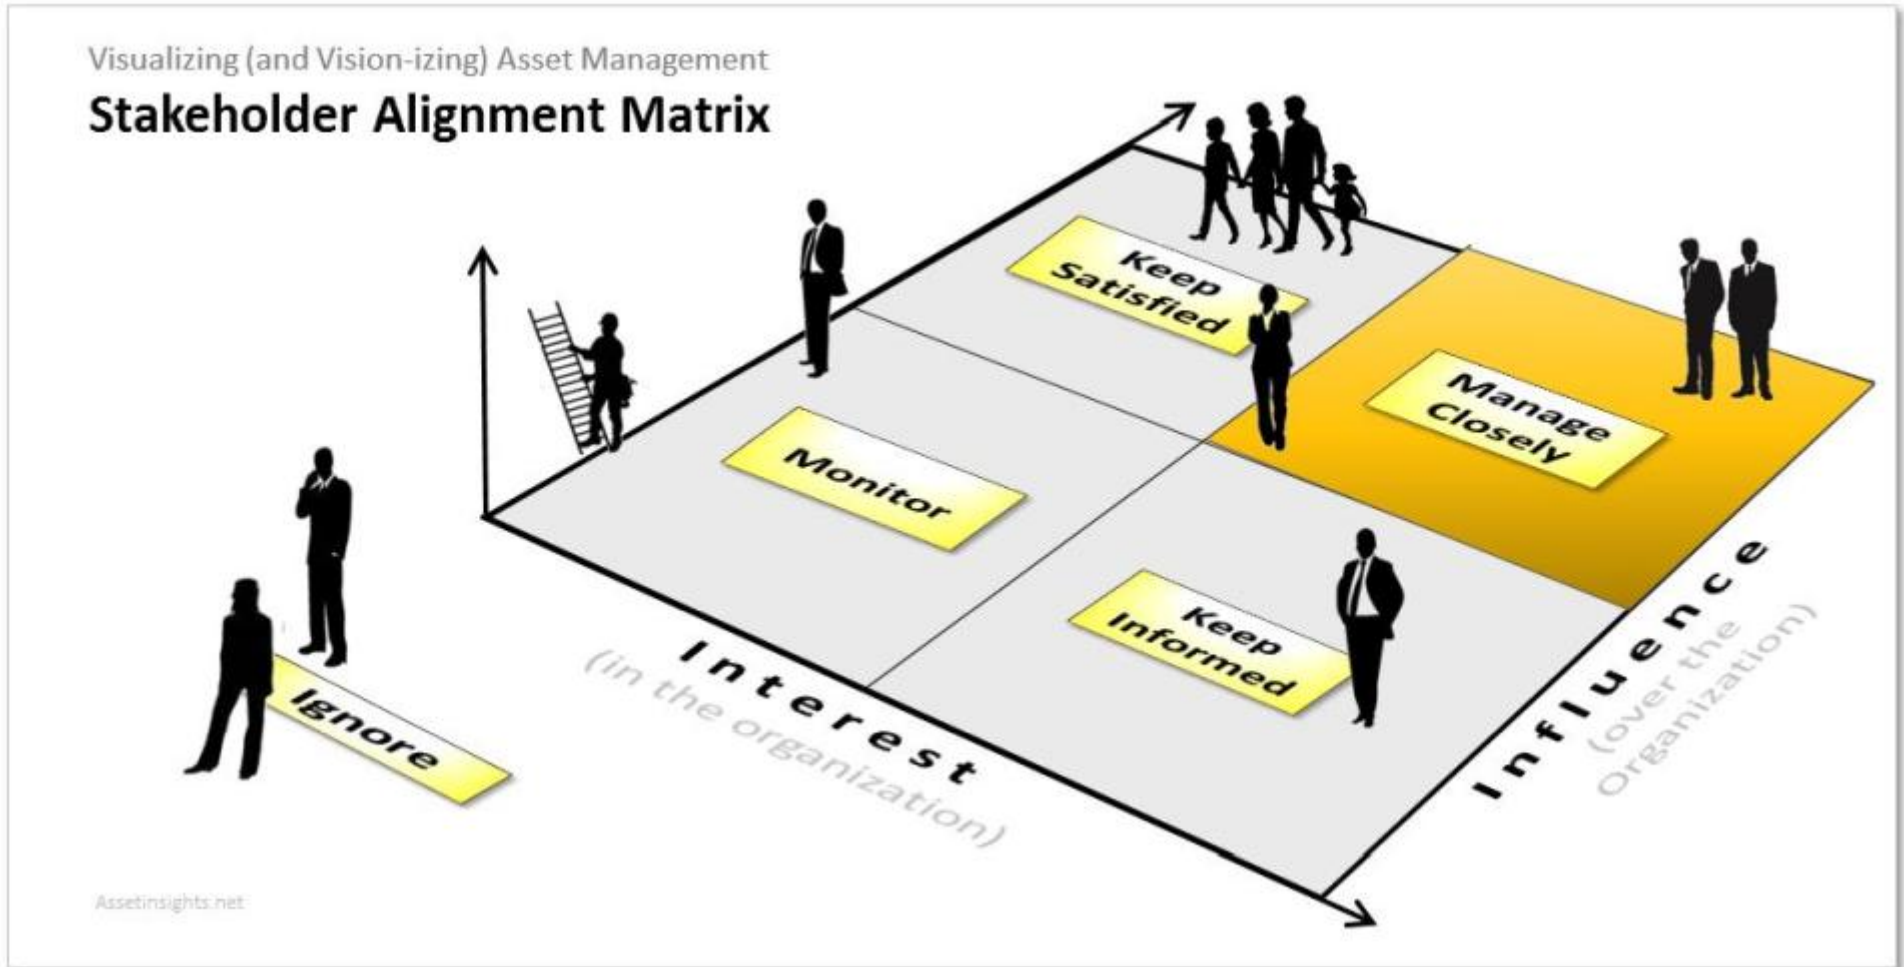 Visualizing (and Vision-izing) Asset Management
Stakeholder Alignment Matrix
Keep
Satisfied
Manage
Closely
Monitor
Keep
Informed
Ignore
Interest
(in the organization)
Influence
(over the
Organization)
Assetinsights.net